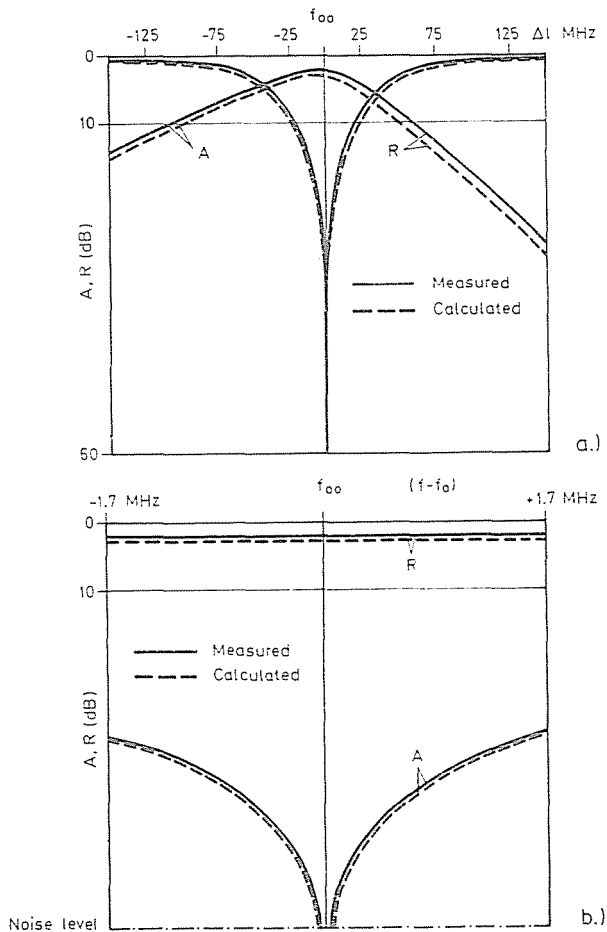 f₀₀
-125 -75 -25 0 25 75 125 Δf MHz
0
10
A
R
A, R (dB)
Measured
Calculated
50
a.)
-1.7 MHz f₀₀ (f-f₀) +1.7 MHz
0
R
10
Measured
Calculated
A, R (dB)
A
Noise level
b.)